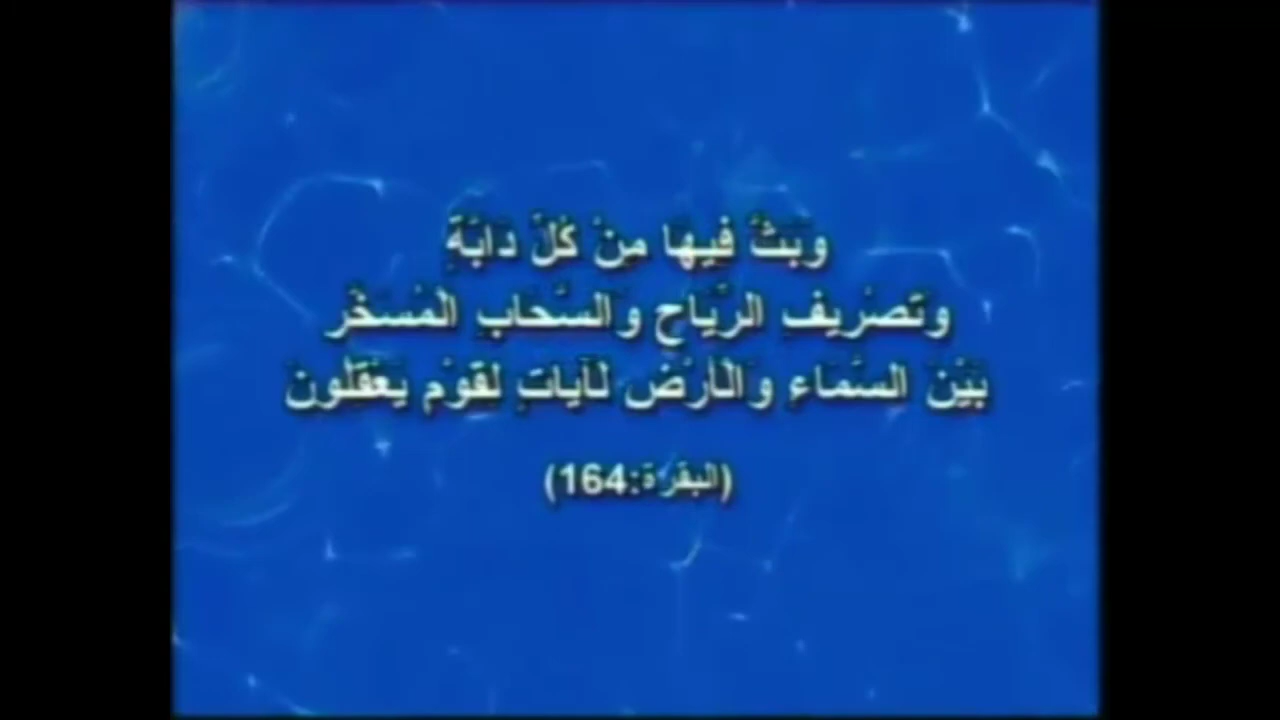 وَبَثَّ فِيهَا مِنْ كُلِّ دَابَّةٍ
وَتَصْرِيفِ الرِّيَاحِ وَالسَّحَابِ الْمُسَخَّرِ
بَيْنَ السَّمَاءِ وَالْأَرْضِ لَآيَاتٍ لِقَوْمٍ يَعْقِلُونَ
(البقرة:164)